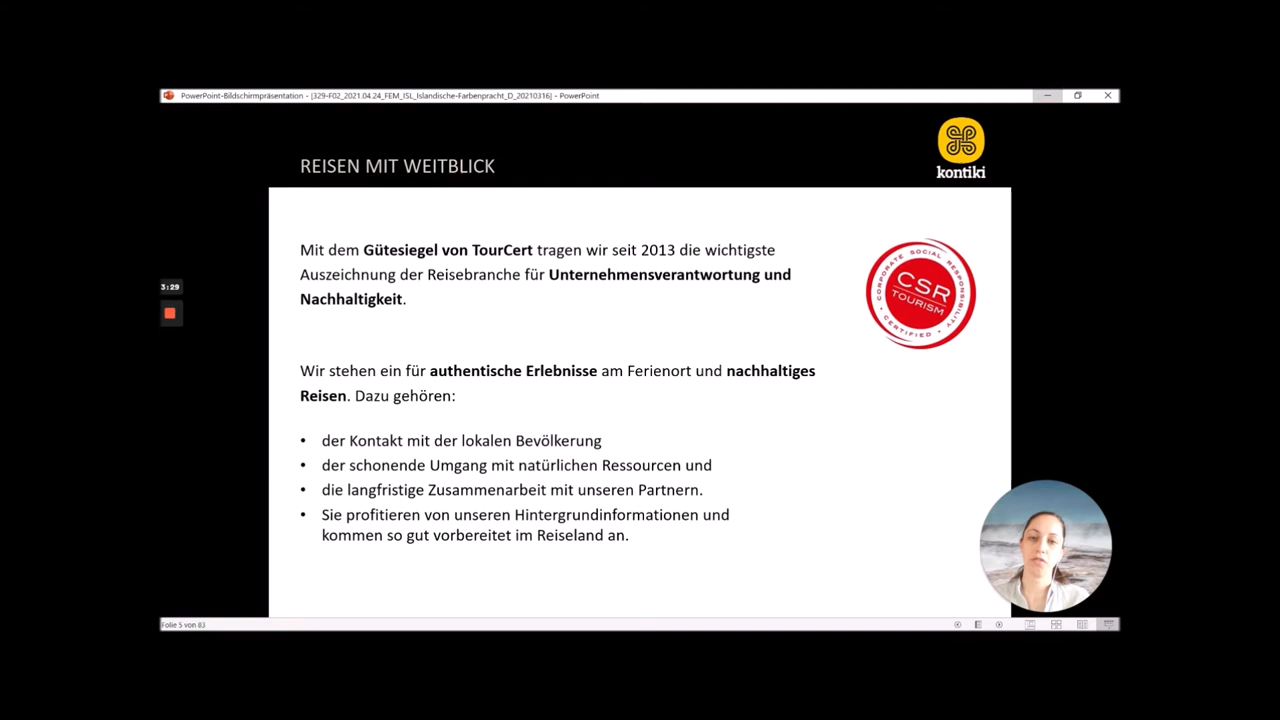 PowerPoint-Bildschirmpräsentation - [329-F02_2021.04.24_FEM_ISL_Islandische-Farbenpracht_D_20210316] - PowerPoint
kontiki
REISEN MIT WEITBLICK
Mit dem Gütesiegel von TourCert tragen wir seit 2013 die wichtigste
Auszeichnung der Reisebranche für Unternehmensverantwortung und
Nachhaltigkeit.
CORPORATE SOCIAL RESPONSIBILITY
CSR
TOURISM
CERTIFIED
3:29
Wir stehen ein für authentische Erlebnisse am Ferienort und nachhaltiges
Reisen. Dazu gehören:
• der Kontakt mit der lokalen Bevölkerung
• der schonende Umgang mit natürlichen Ressourcen und
• die langfristige Zusammenarbeit mit unseren Partnern.
• Sie profitieren von unseren Hintergrundinformationen und
kommen so gut vorbereitet im Reiseland an.
Folie 5 von 83